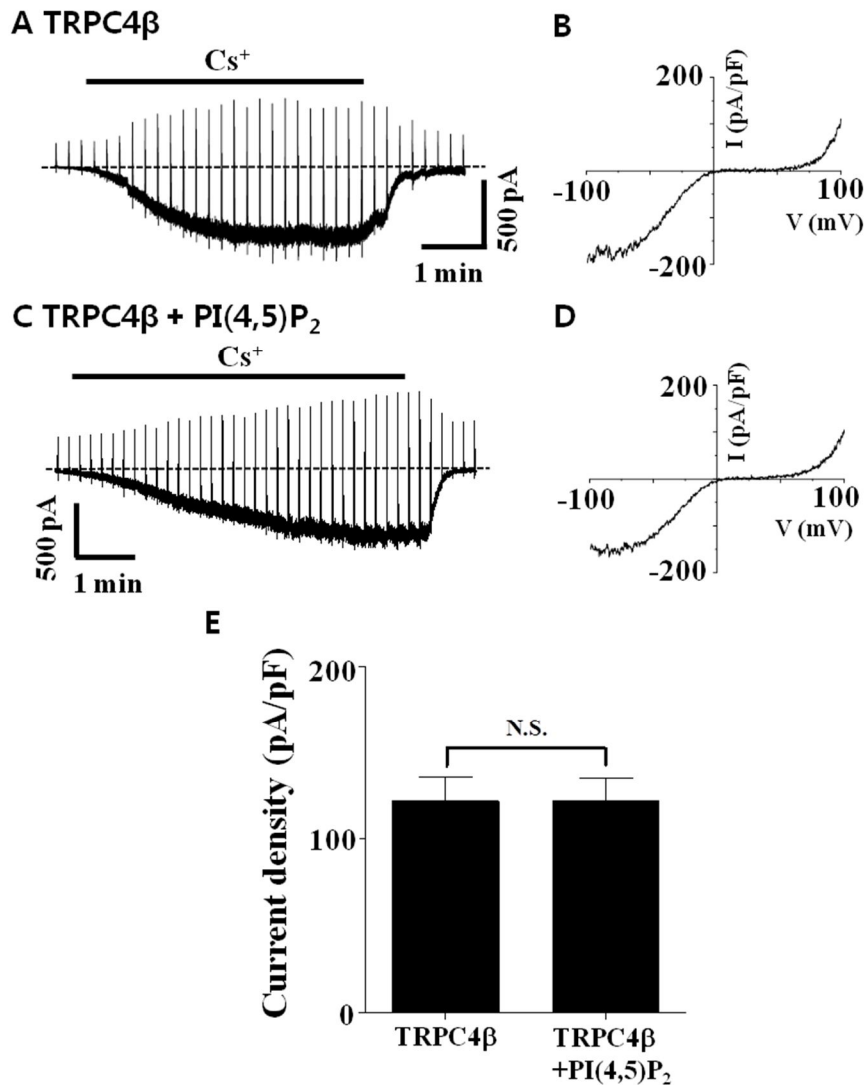 A TRPC4β
Cs⁺
500 pA
1 min
B
200
I (pA/pF)
-100
100
V (mV)
-200
C TRPC4β + PI(4,5)P₂
Cs⁺
500 pA
1 min
D
200
I (pA/pF)
-100
100
V (mV)
-200
E
Current density (pA/pF)
200
100
0
N.S.
TRPC4β
TRPC4β
+PI(4,5)P₂